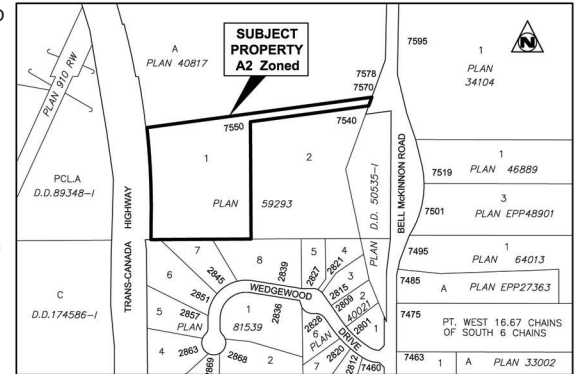 SUBJECT
PROPERTY
A2 Zoned
N
A
PLAN 40817
PLAN 910 RW
7595
1
PLAN
34104
7578
7570
7550
7540
1
2
PLAN 59293
PLAN D.D. 50535-I
BELL McKINNON ROAD
TRANS-CANADA HIGHWAY
PCL.A
D.D.89348-I
C
D.D.174586-I
1
7519 PLAN 46889
3
7501 PLAN EPP48901
7495 1
PLAN 64013
7485 A PLAN EPP27363
7475 PT. WEST 16.67 CHAINS
OF SOUTH 6 CHAINS
7463 1 A PLAN 33002
7 8 5 4
6 2845 2839 2827 2821 3
2851 WEDGEWOOD 2815 2
5 2857 1 2836 2809 40021
PLAN 81539 2828 2801 1
6 PLAN DRIVE
4 2863 2868 2 7 2820
2869 2812 7460